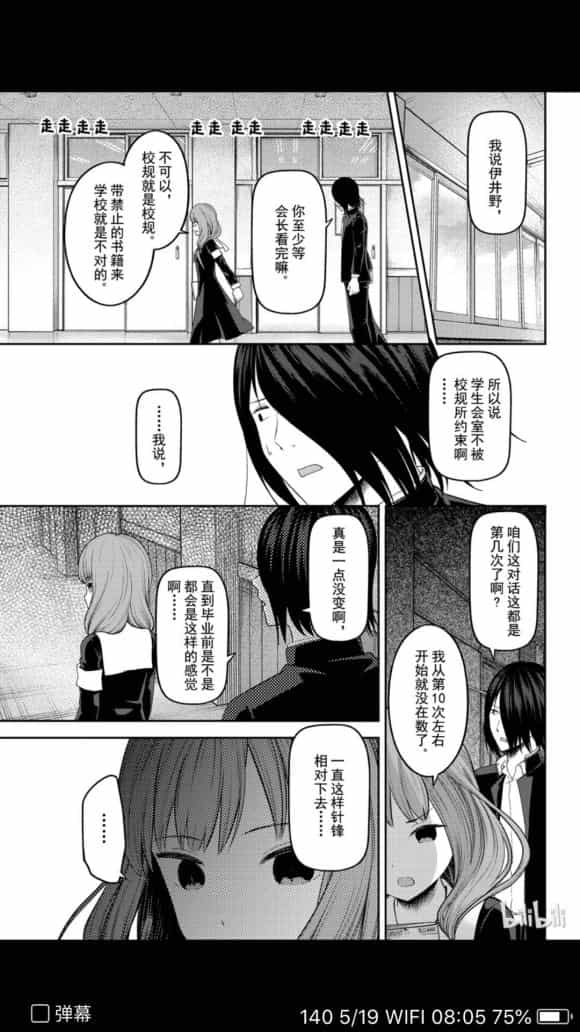 我说伊井野，
走走走走
走走走走
走走走走
你至少等
会长看完嘛。
不可以，
校规就是校规。
带禁止的书籍来
学校就是不对的。
所以说
学生会室不被
校规所约束啊
……
……我说，
咱们这对话这都是
第几次了啊？
我从第10次左右
开始就没在数了。
真是一点没变啊，
直到毕业前是不是
都会是这样的感觉
啊……
一直这样针锋
相对下去……
……
bilibili
弹幕
140 5/19 WIFI 08:05 75%